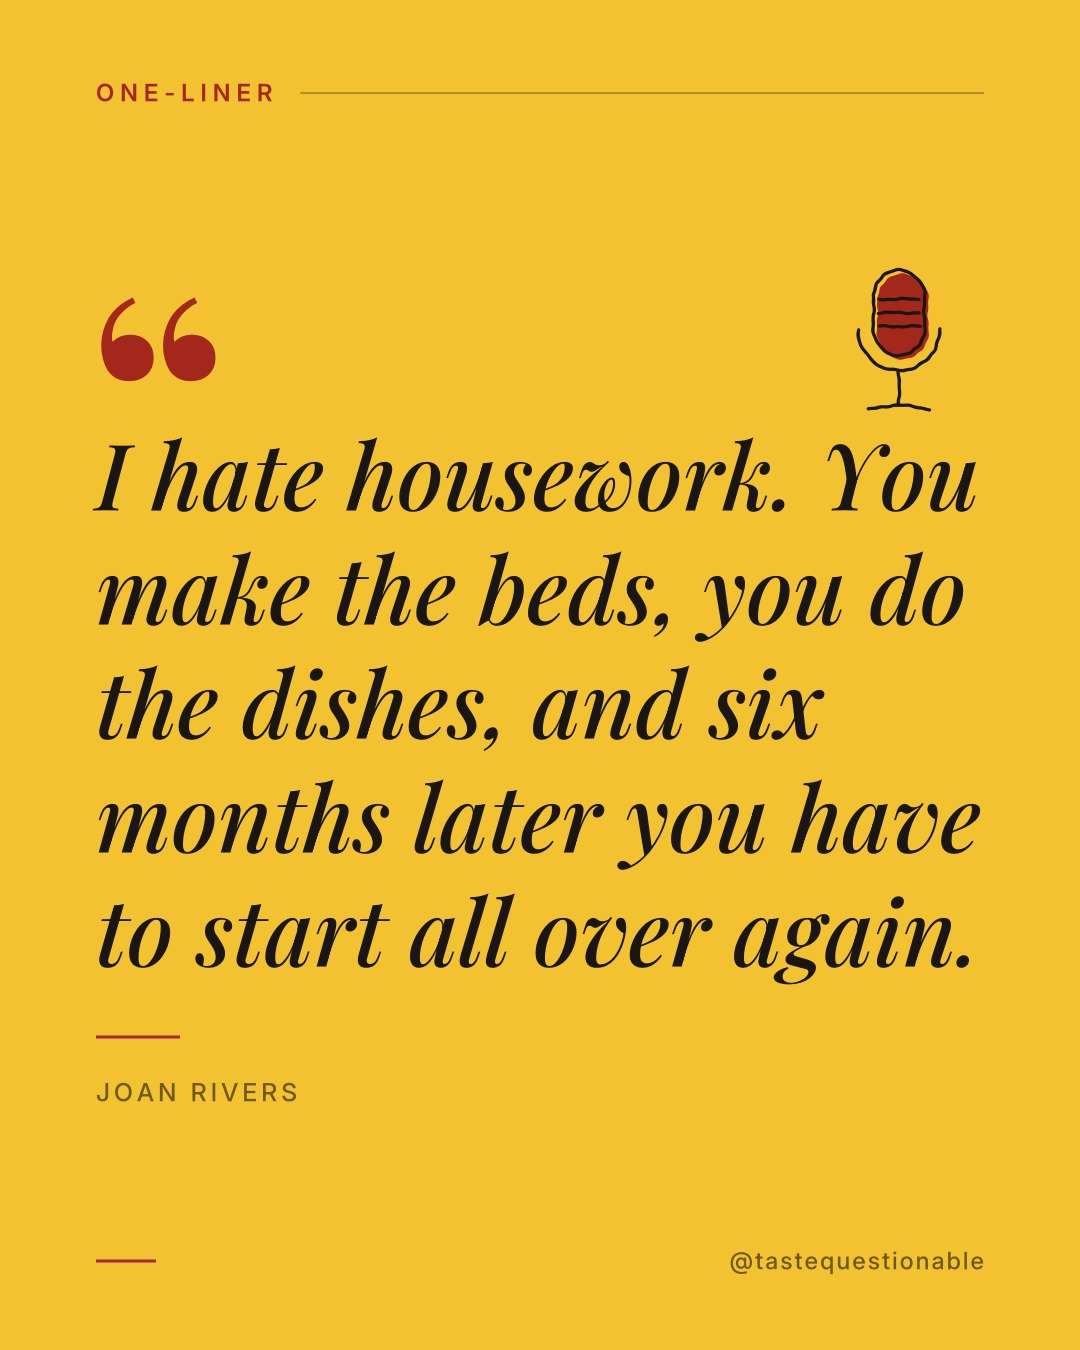 ONE-LINER
“
I hate housework. You
make the beds, you do
the dishes, and six
months later you have
to start all over again.
JOAN RIVERS
@tastequestionable